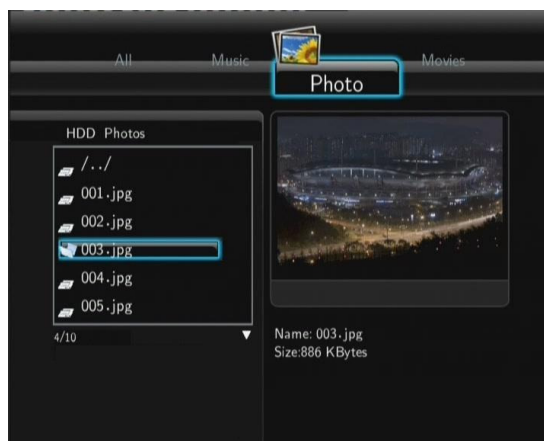 All Music Photo Movies
HDD Photos
/../
001.jpg
002.jpg
003.jpg
004.jpg
005.jpg
4/10
Name: 003.jpg
Size:886 KBytes